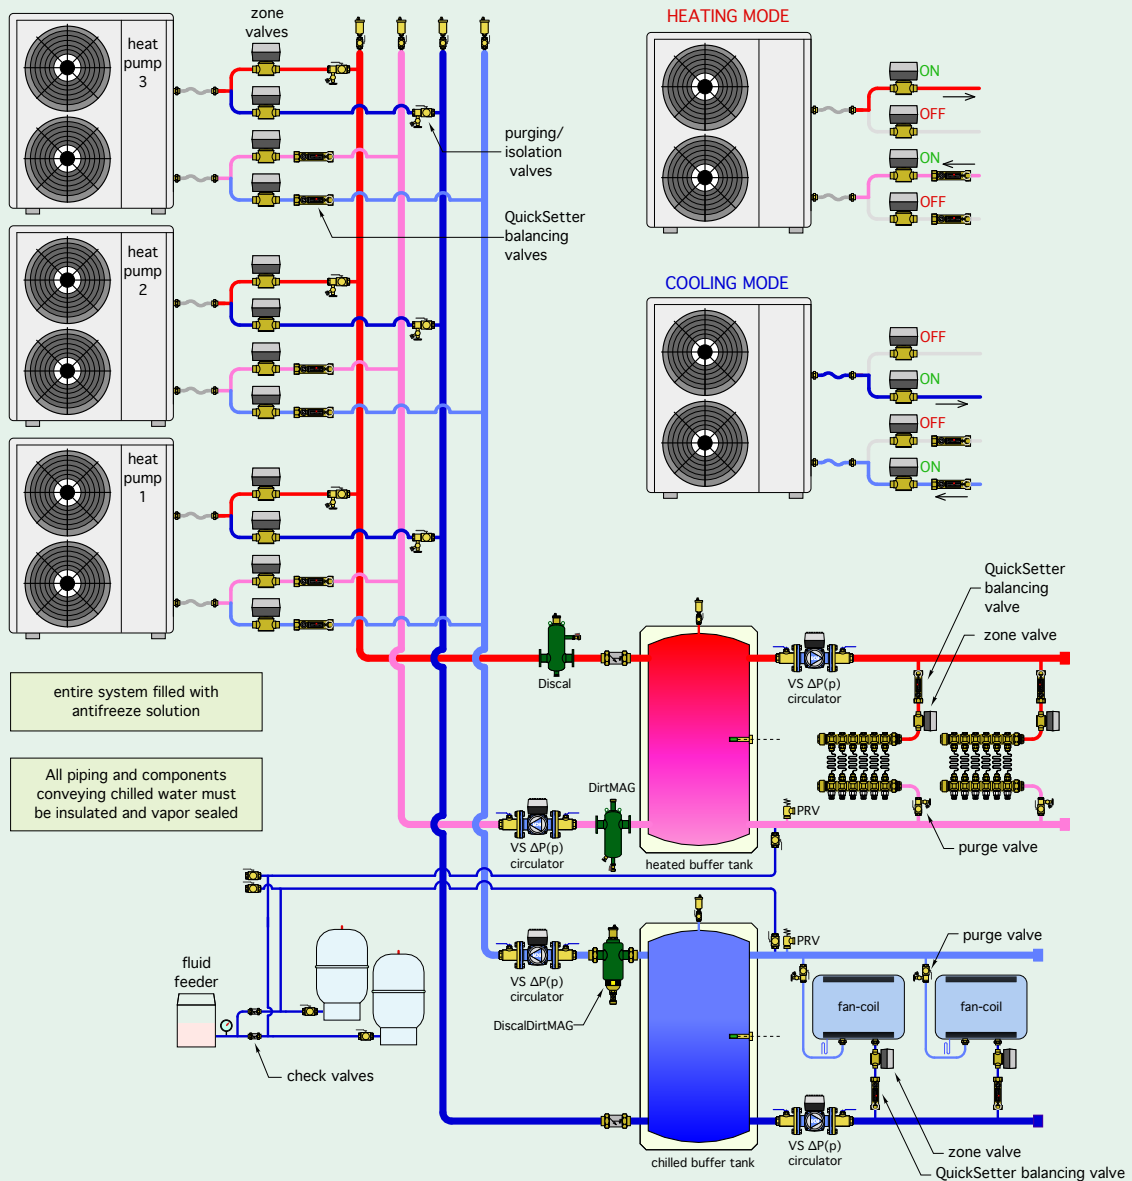 zone
valves
heat
pump
3
purging/
isolation
valves
QuickSetter
balancing
valves
heat
pump
2
heat
pump
1
HEATING MODE
ON
OFF
ON
OFF
COOLING MODE
OFF
ON
OFF
ON
QuickSetter
balancing
valve
zone valve
Discal
VS ΔP(p)
circulator
entire system filled with
antifreeze solution
All piping and components
conveying chilled water must
be insulated and vapor sealed
DirtMAG
PRV
VS ΔP(p)
circulator
heated buffer tank
purge valve
PRV
purge valve
fluid
feeder
VS ΔP(p)
circulator
DiscalDirtMAG
fan-coil
fan-coil
check valves
VS ΔP(p)
circulator
chilled buffer tank
zone valve
QuickSetter balancing valve